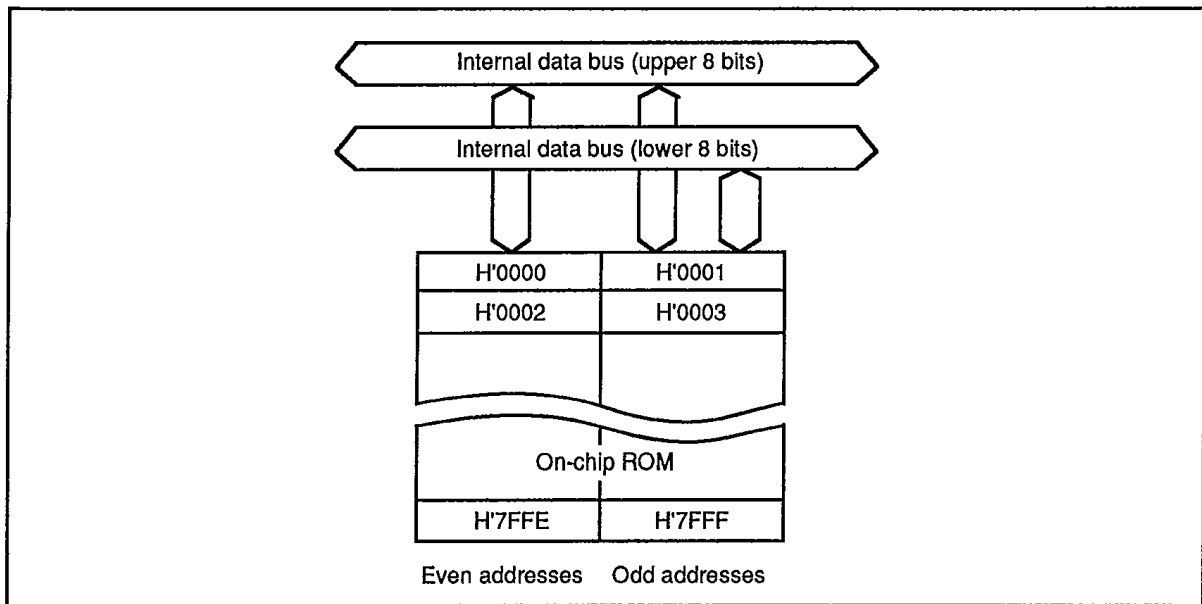 Internal data bus (upper 8 bits)
Internal data bus (lower 8 bits)
H'0000 H'0001
H'0002 H'0003
On-chip ROM
H'7FFE H'7FFF
Even addresses Odd addresses